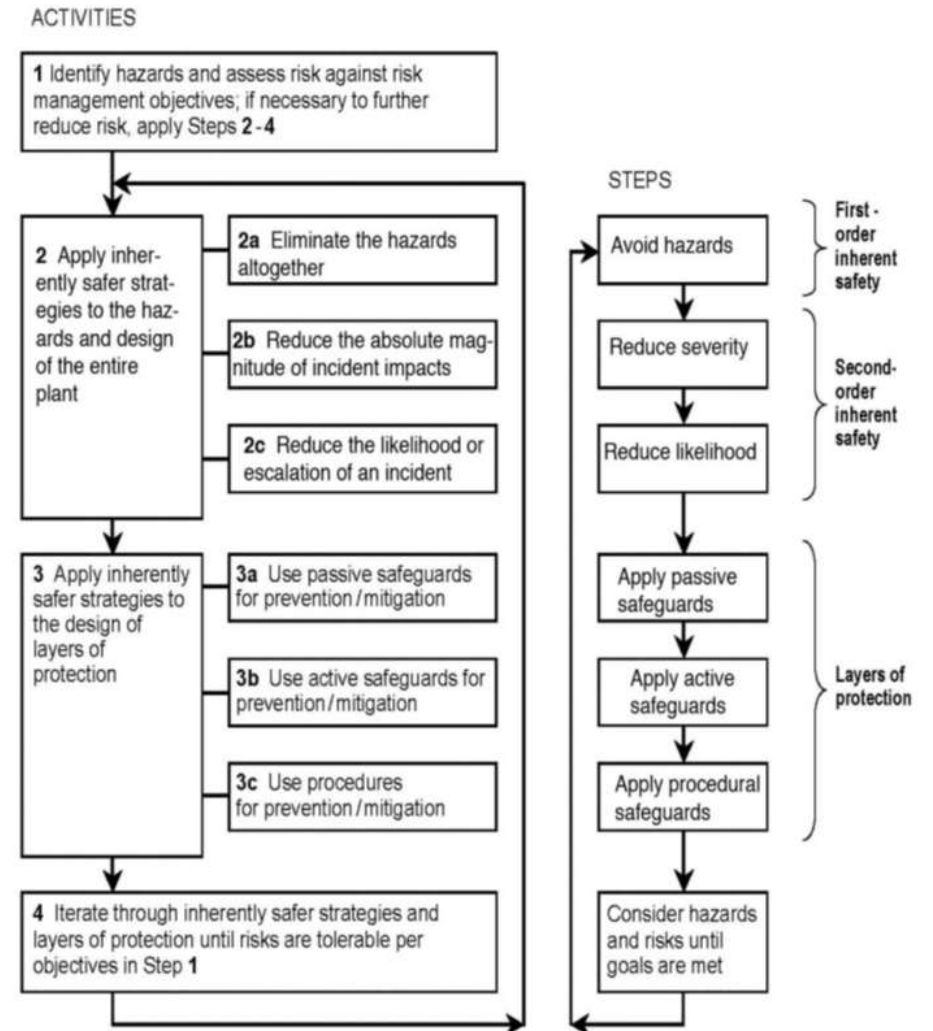 ACTIVITIES
1 Identify hazards and assess risk against risk
management objectives; if necessary to further
reduce risk, apply Steps 2-4
2 Apply inher-
ently safer strat-
egies to the haz-
ards and design
of the entire
plant
2a Eliminate the hazards
altogether
2b Reduce the absolute mag-
nitude of incident impacts
2c Reduce the likelihood or
escalation of an incident
3 Apply inherently
safer strategies to
the design of
layers of
protection
3a Use passive safeguards
for prevention/mitigation
3b Use active safeguards for
prevention/mitigation
3c Use procedures
for prevention/mitigation
4 Iterate through inherently safer strategies and
layers of protection until risks are tolerable per
objectives in Step 1
STEPS
Avoid hazards
Reduce severity
Reduce likelihood
Apply passive
safeguards
Apply active
safeguards
Apply procedural
safeguards
Consider hazards
and risks until
goals are met
First-
order
inherent
safety
Second-
order
inherent
safety
Layers of
protection